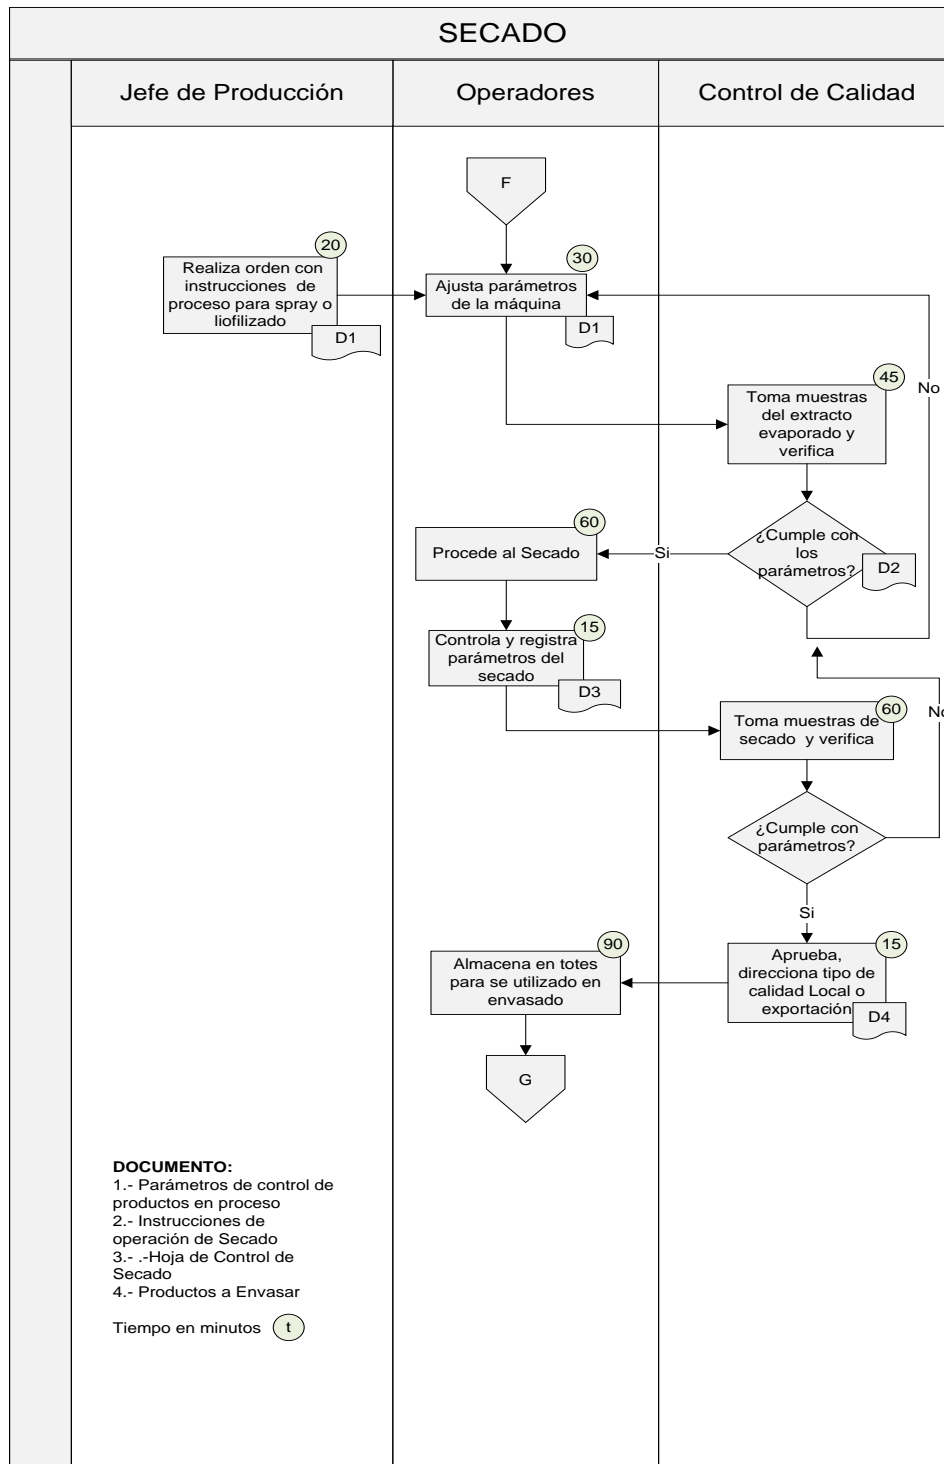 SECADO
Jefe de Producción
Operadores
Control de Calidad
F
20
Realiza orden con
instrucciones de
proceso para spray o
liofilizado
D1
30
Ajusta parámetros
de la máquina
D1
No
45
Toma muestras
del extracto
evaporado y
verifica
¿Cumple con
los
parámetros?
D2
Si
60
Procede al Secado
15
Controla y registra
parámetros del
secado
D3
60
Toma muestras de
secado y verifica
No
¿Cumple con
parámetros?
Si
15
Aprueba,
direcciona tipo de
calidad Local o
exportación
D4
90
Almacena en totes
para se utilizado en
envasado
G
DOCUMENTO:
1.- Parámetros de control de
productos en proceso
2.- Instrucciones de
operación de Secado
3.- .-Hoja de Control de
Secado
4.- Productos a Envasar
Tiempo en minutos t